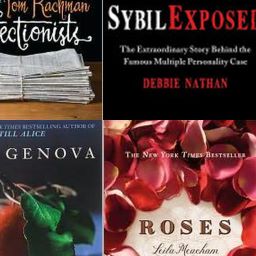 Tom Rachman
ectionists
SYBIL EXPOSED
The Extraordinary Story Behind the
Famous Multiple Personality Case
DEBBIE NATHAN
K TIMES BESTSELLING AUTHOR OF
TILL ALICE
GENOVA
THE NEW YORK TIMES BESTSELLER
ROSES
Leila Meacham